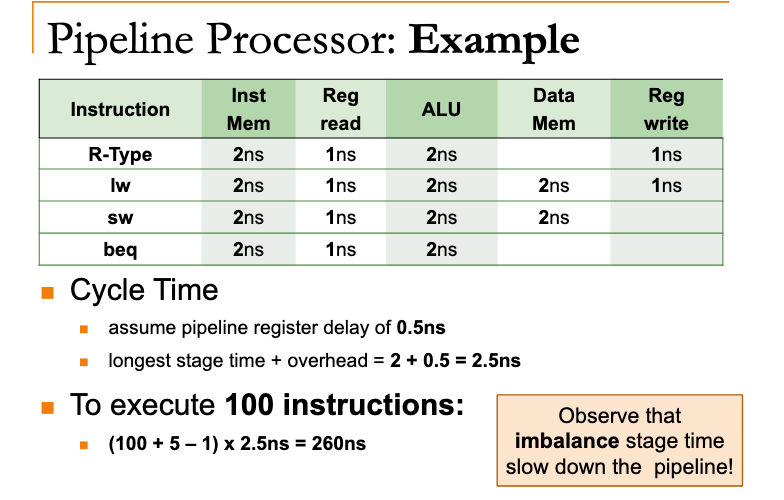 Pipeline Processor: Example
Instruction Inst Mem Reg read ALU Data Mem Reg write
R-Type 2ns 1ns 2ns 1ns
lw 2ns 1ns 2ns 2ns 1ns
sw 2ns 1ns 2ns 2ns
beq 2ns 1ns 2ns
Cycle Time
assume pipeline register delay of 0.5ns
longest stage time + overhead = 2 + 0.5 = 2.5ns
To execute 100 instructions:
(100 + 5 – 1) x 2.5ns = 260ns
Observe that
imbalance stage time
slow down the pipeline!